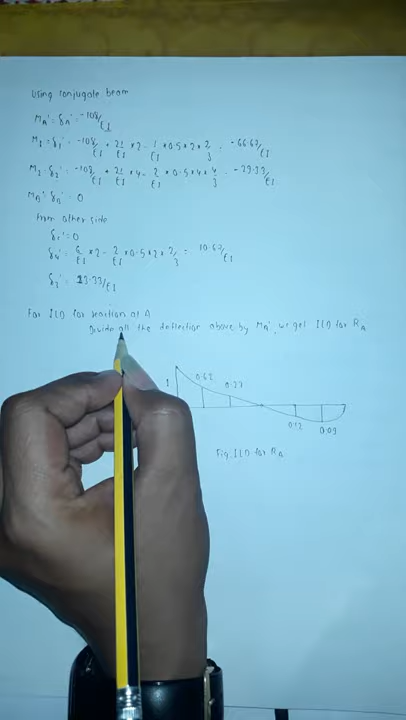 Using conjugate beam
MA' = δA' = -108/EI
M1 = δ1' = -108/EI + 21/EI × 2 - 1/EI × 0.5 × 2 × 2/3 = -66.67/EI
M2 = δ2' = -108/EI + 21/EI × 4 - 2/EI × 0.5 × 4 × 4/3 = -29.33/EI
MB' = δB' = 0
from other side
δc' = 0
δ4' = 6/EI × 2 - 2/EI × 0.5 × 2 × 2/3 = 10.67/EI
δ3' = 13.33/EI
For ILD for reaction at A
Divide all the deflection above by MA', we get ILD for RA
1 0.62 0.27
0.12 0.09
Fig. ILD for RA